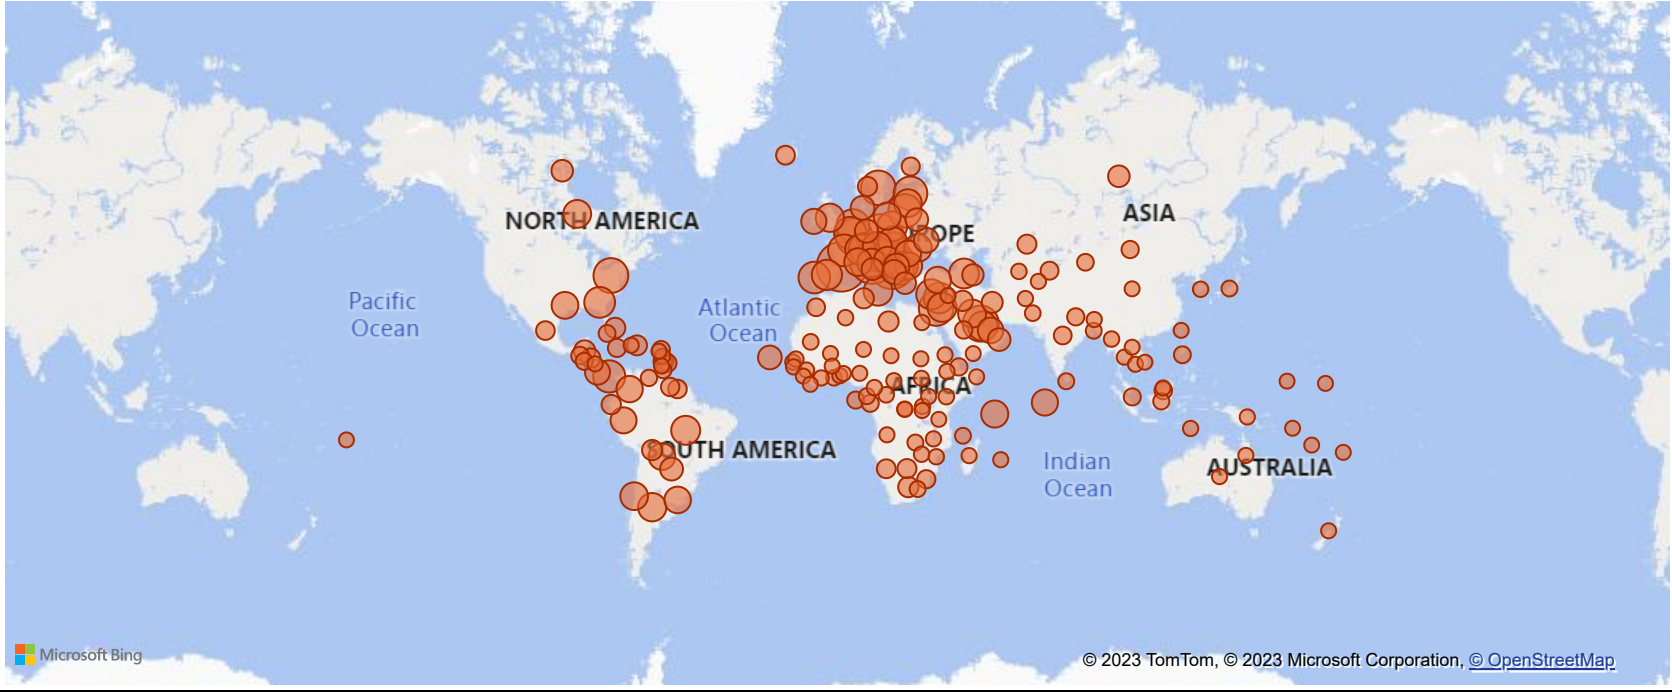 ASIA
NORTH AMERICA
OPE
Pacific
Ocean
Atlantic
Ocean
AFRICA
SOUTH AMERICA
Indian
Ocean
AUSTRALIA
Microsoft Bing
© 2023 TomTom, © 2023 Microsoft Corporation, © OpenStreetMap